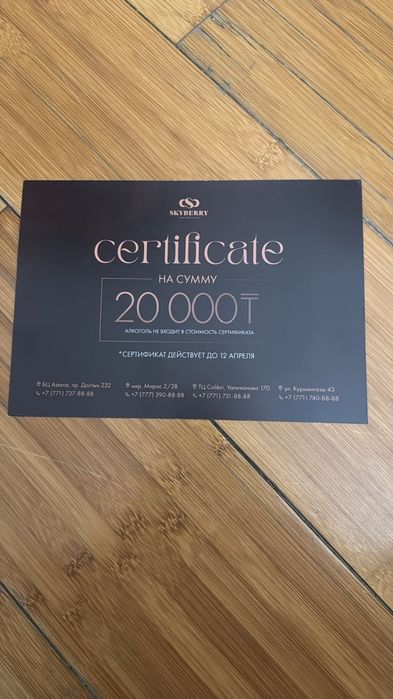 SKYBERRY
certificate
НА СУММУ
20 000₸
АЛКОГОЛЬ НЕ ВХОДИТ В СТОИМОСТЬ СЕРТИФИКАТА
*СЕРТИФИКАТ ДЕЙСТВУЕТ ДО 12 АПРЕЛЯ
БЦ Astana, пр. Достык 232
+7 (771) 737-88-88
мкр. Мирас 2/28
+7 (777) 390-88-88
ТЦ Colibri, Уалиханова 170
+7 (771) 731-88-88
ул. Курмангазы 43
+7 (771) 740-88-88